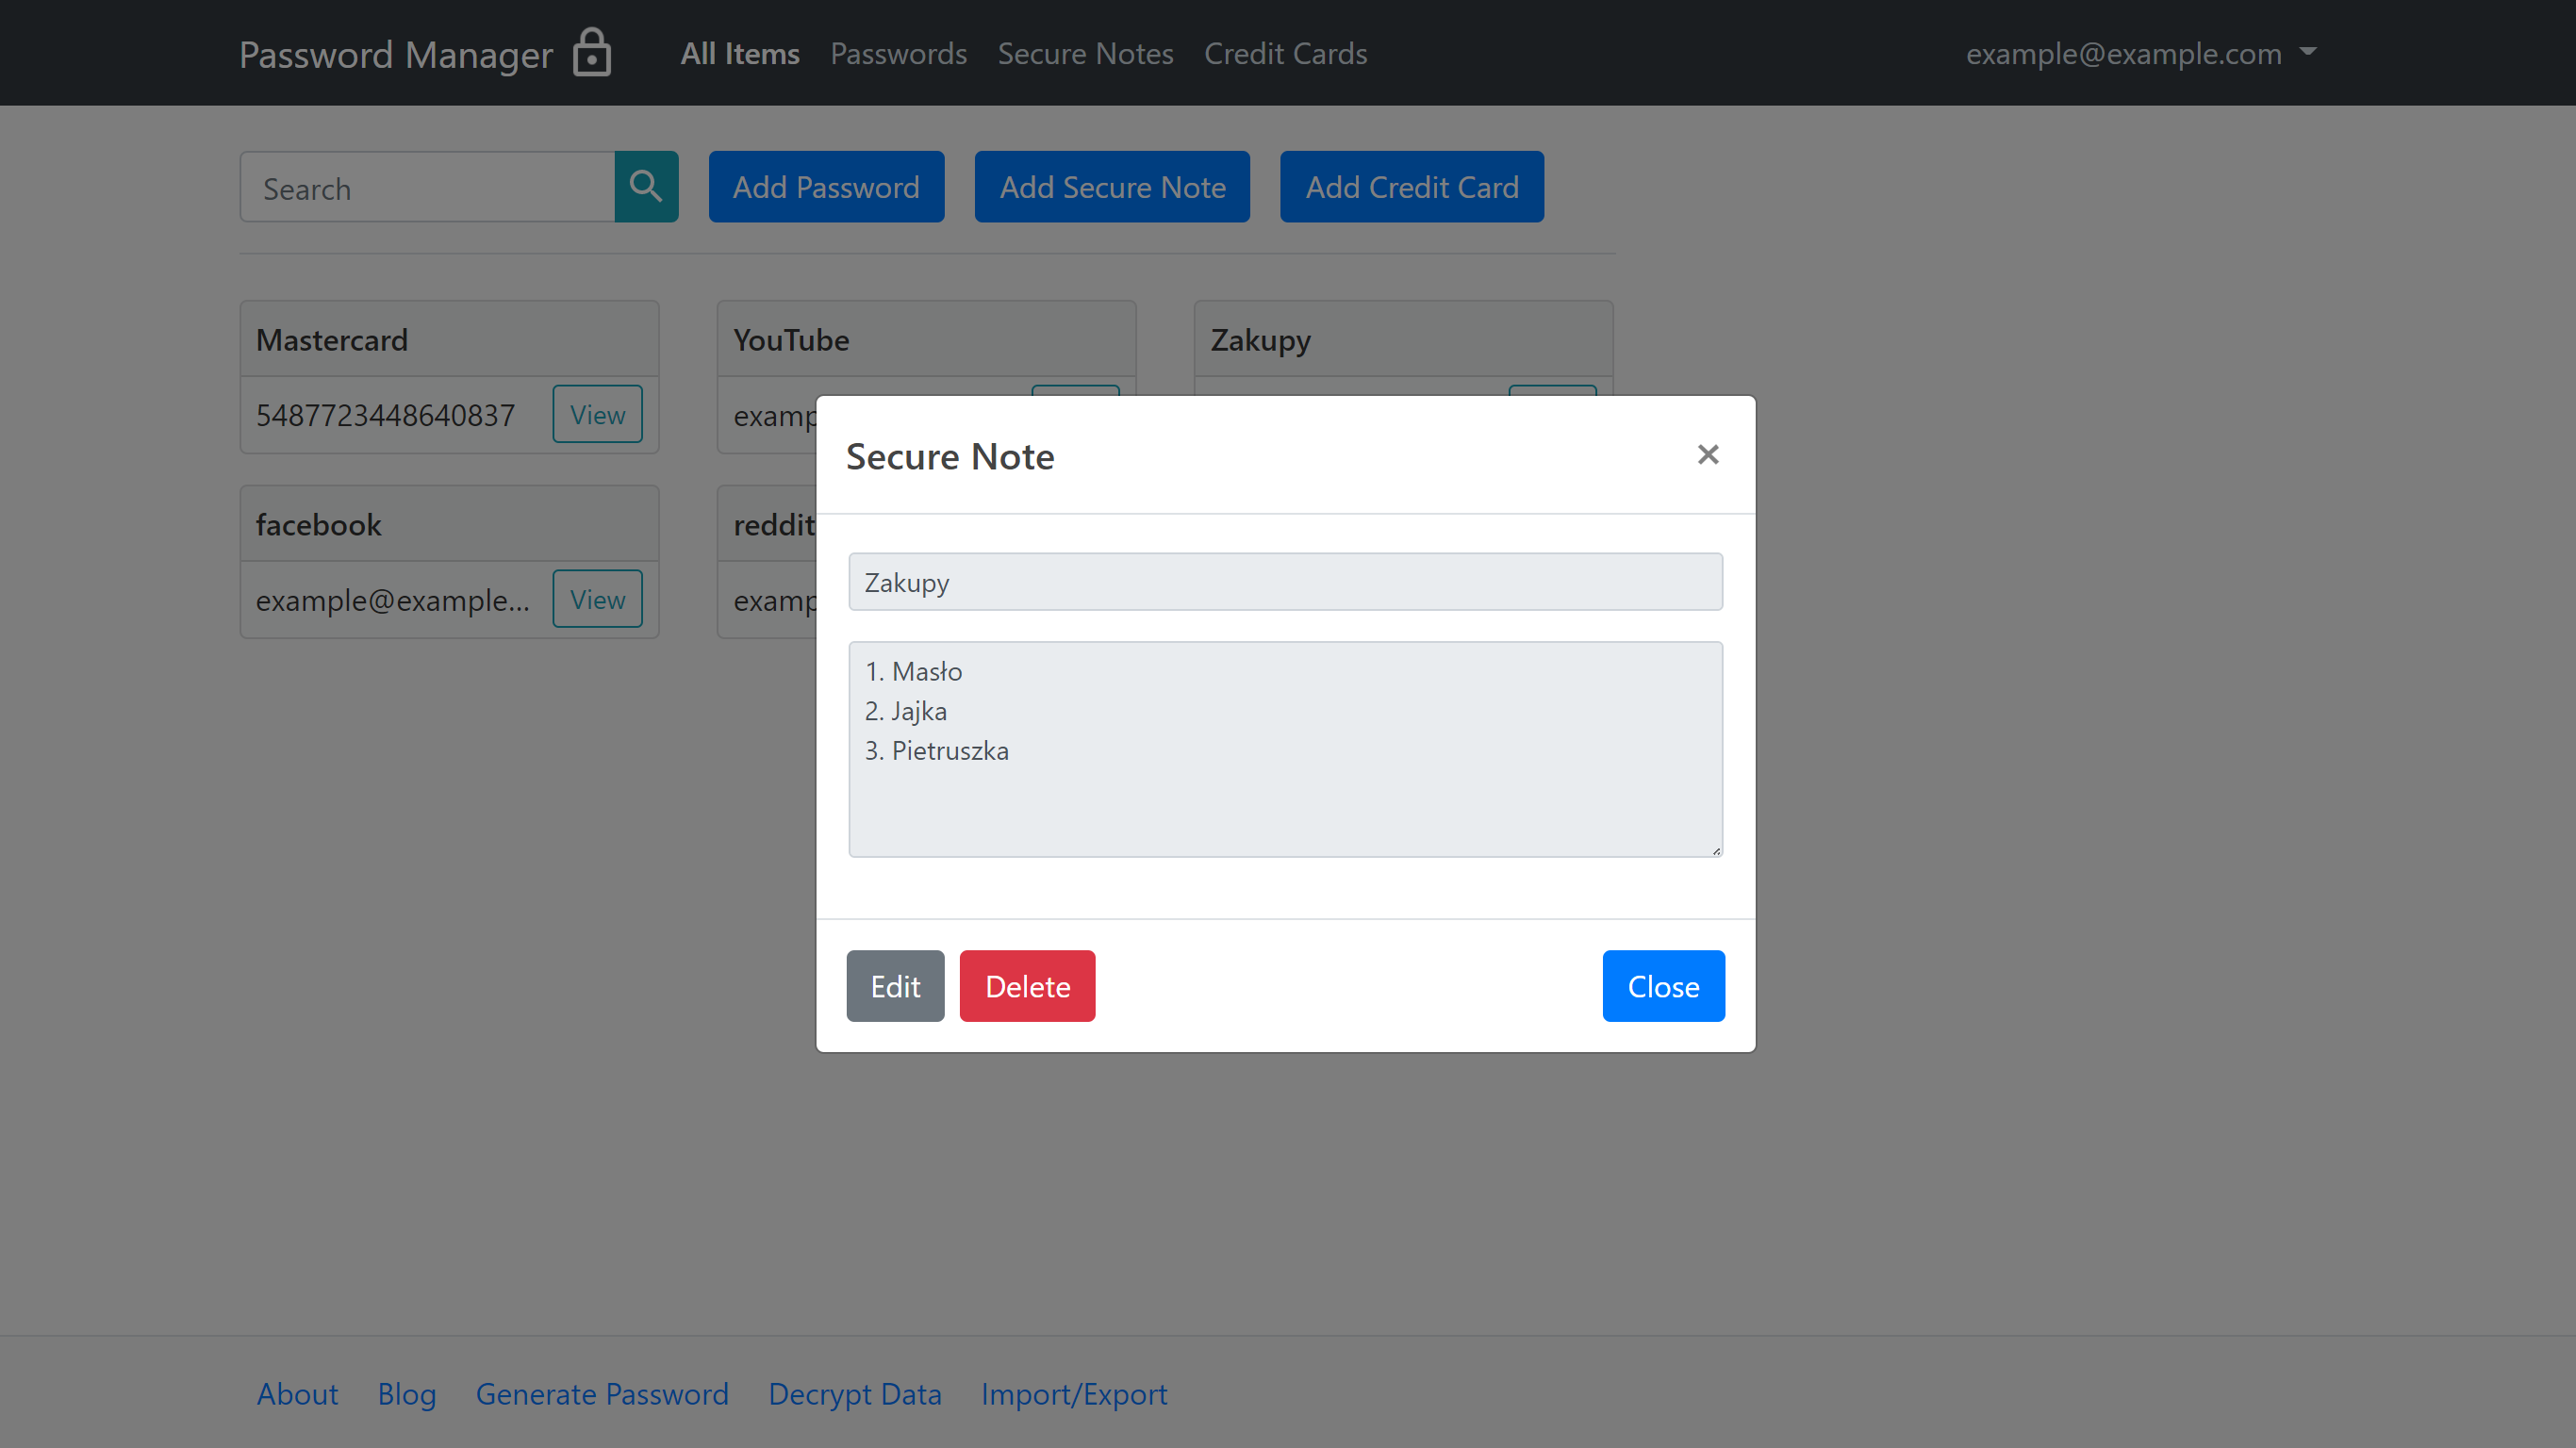 Password Manager All Items Passwords Secure Notes Credit Cards example@example.com
Search Add Password Add Secure Note Add Credit Card
Mastercard
5487723448640837 View
YouTube
Zakupy
facebook
example@example... View
reddit
Secure Note ×
Zakupy
1. Masło
2. Jajka
3. Pietruszka
Edit Delete Close
About Blog Generate Password Decrypt Data Import/Export